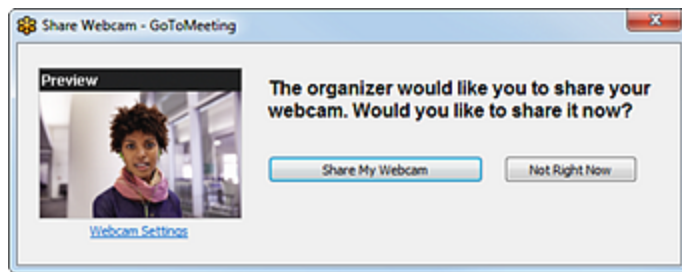 Share Webcam - GoToMeeting
Preview
The organizer would like you to share your
webcam. Would you like to share it now?
Share My Webcam
Not Right Now
Webcam Settings